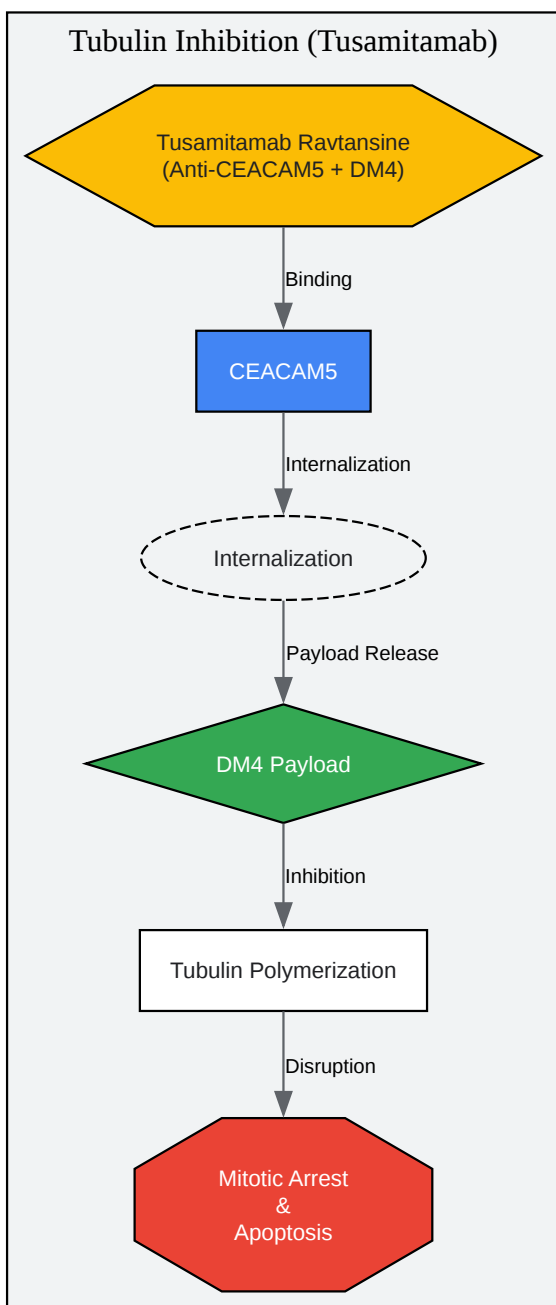 Tubulin Inhibition (Tusamitamab)
Tusamitamab Ravtansine
(Anti-CEACAM5 + DM4)
Binding
CEACAM5
Internalization
Internalization
Payload Release
DM4 Payload
Inhibition
Tubulin Polymerization
Disruption
Mitotic Arrest
&
Apoptosis